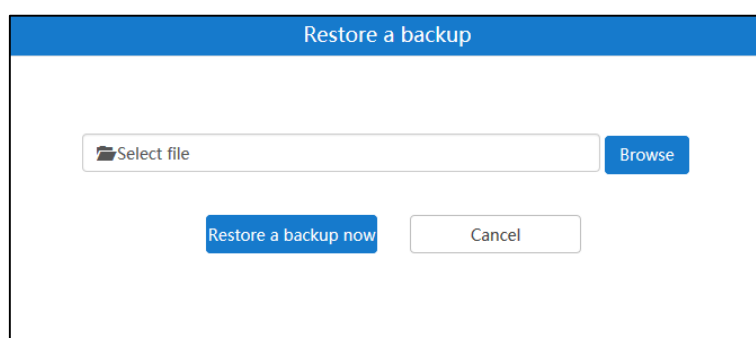 Restore a backup
Select file
Browse
Restore a backup now
Cancel